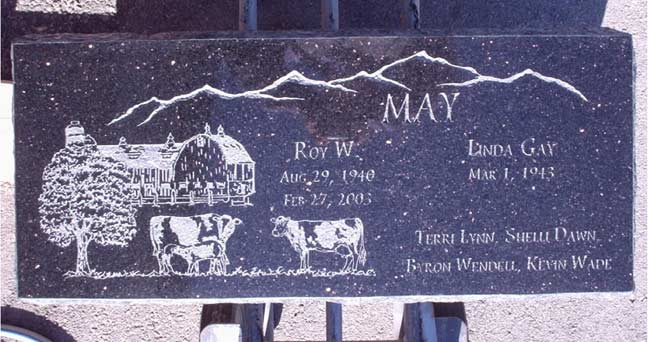 MAY
Roy W.
Aug 29, 1940
Feb 27, 2003
Linda Gay
Mar 1, 1943
Terri Lynn, Shelli Dawn,
Byron Wendell, Kevin Wade